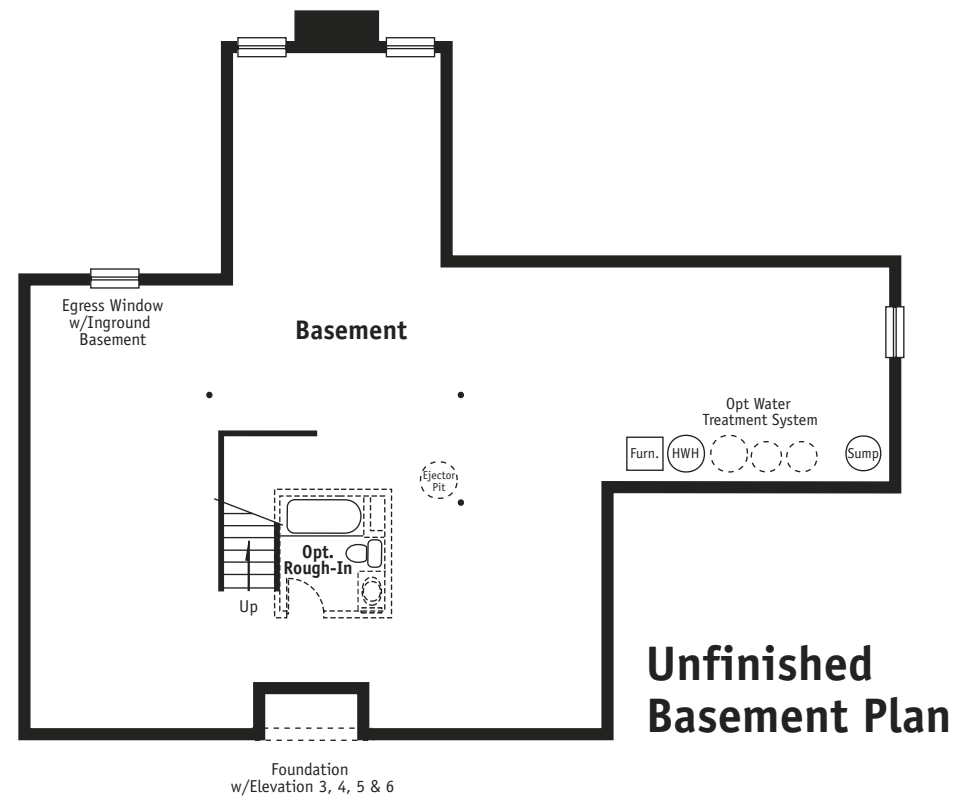 Egress Window
w/Inground
Basement
Basement
Opt Water
Treatment System
Furn.
HWH
Sump
Ejector
Pit
Opt.
Rough-In
Up
Unfinished
Basement Plan
Foundation
w/Elevation 3, 4, 5 & 6